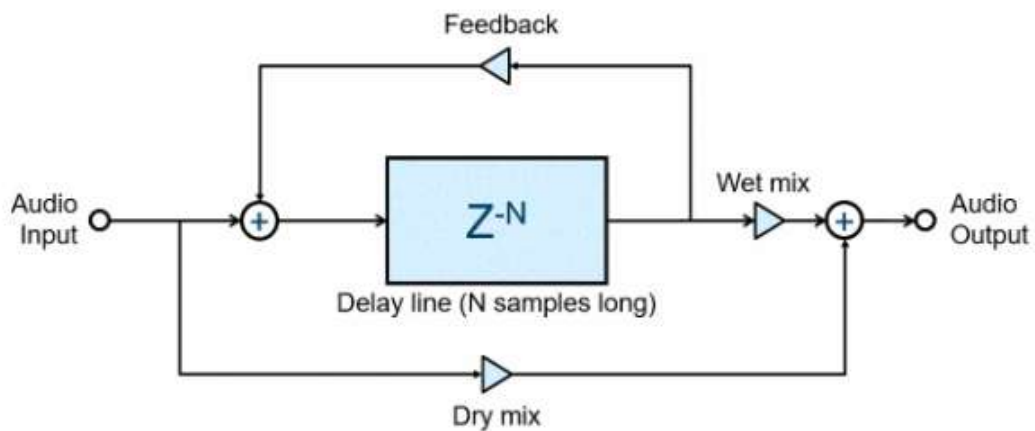 Feedback
Wet mix
Audio
Input
+
Z-N
+
Audio
Output
Delay line (N samples long)
Dry mix